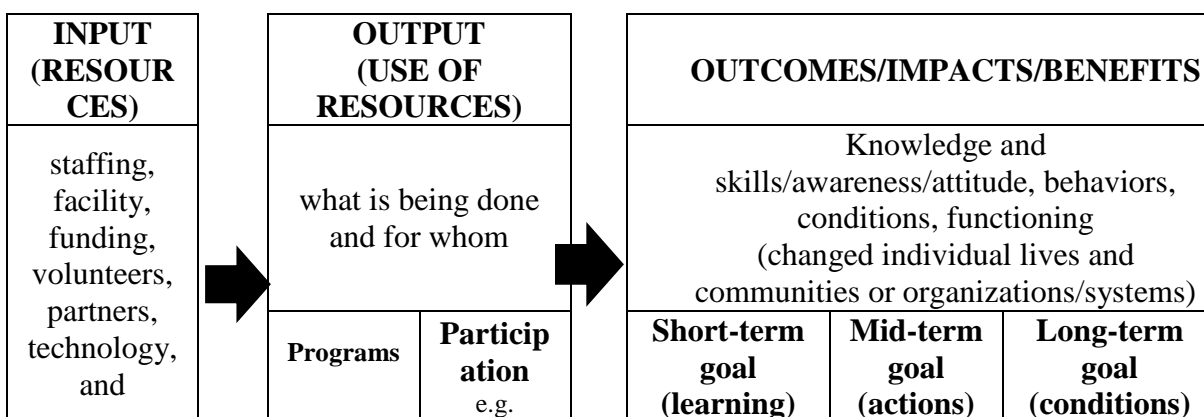 INPUT
(RESOUR
CES)
staffing,
facility,
funding,
volunteers,
partners,
technology,
and
OUTPUT
(USE OF
RESOURCES)
what is being done
and for whom
Programs
Particip
ation
e.g.
OUTCOMES/IMPACTS/BENEFITS
Knowledge and
skills/awareness/attitude, behaviors,
conditions, functioning
(changed individual lives and
communities or organizations/systems)
Short-term
goal
(learning)
Mid-term
goal
(actions)
Long-term
goal
(conditions)